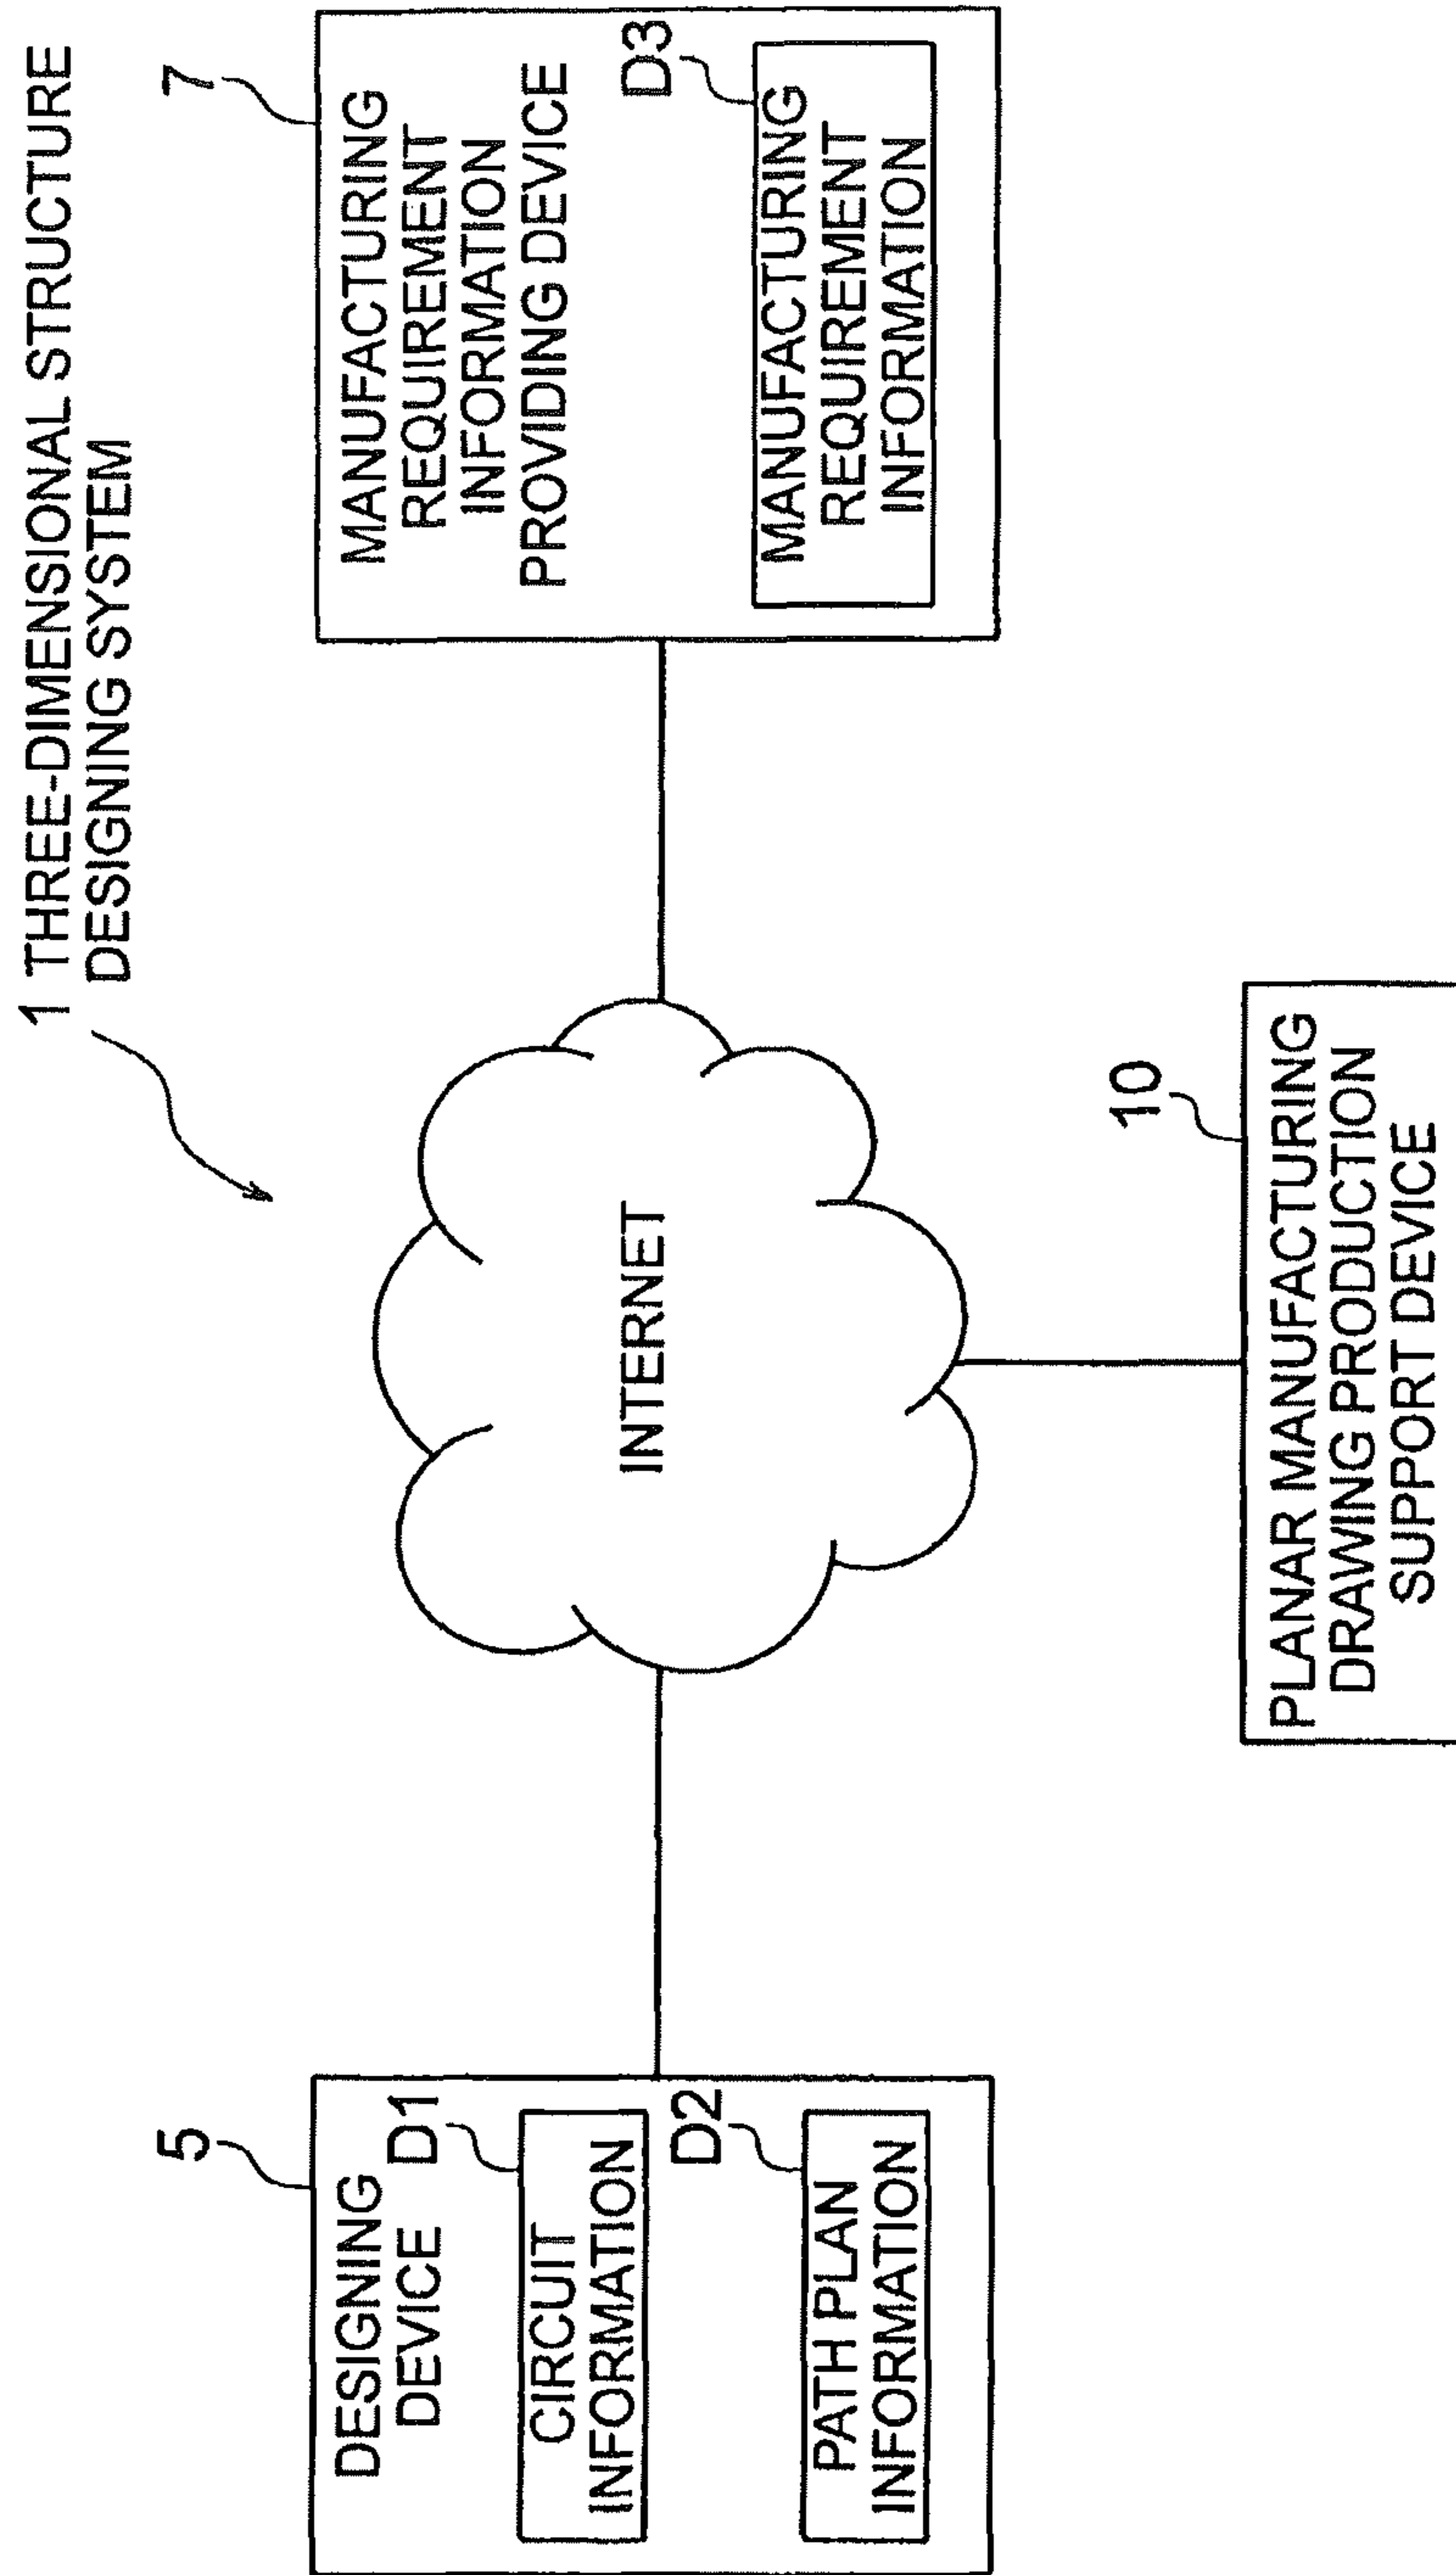 1 THREE-DIMENSIONAL STRUCTURE
DESIGNING SYSTEM
5
DESIGNING
DEVICE
D1
CIRCUIT
INFORMATION
D2
PATH PLAN
INFORMATION
INTERNET
7
MANUFACTURING
REQUIREMENT
INFORMATION
PROVIDING DEVICE
D3
MANUFACTURING
REQUIREMENT
INFORMATION
10
PLANAR MANUFACTURING
DRAWING PRODUCTION
SUPPORT DEVICE